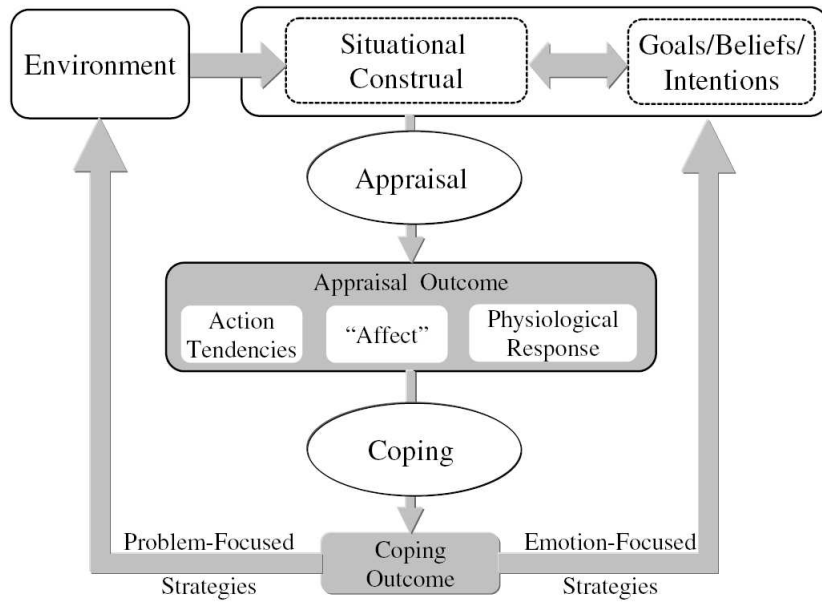 Environment
Situational
Construal
Goals/Beliefs/
Intentions
Appraisal
Appraisal Outcome
Action
Tendencies
“Affect”
Physiological
Response
Coping
Problem-Focused
Strategies
Coping
Outcome
Emotion-Focused
Strategies